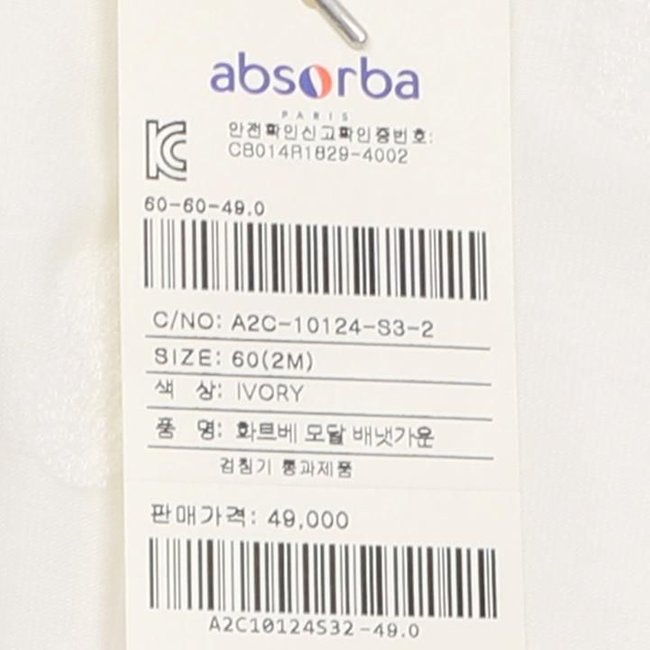 absorba
PARIS
안전확인신고확인증번호:
CB014R1829-4002
60-60-49.0
C/NO: A2C-10124-S3-2
SIZE: 60(2M)
색 상: IVORY
품 명: 화르베 모달 배냇가운
검침기 통과제품
판매가격: 49,000
A2C10124S32-49.0